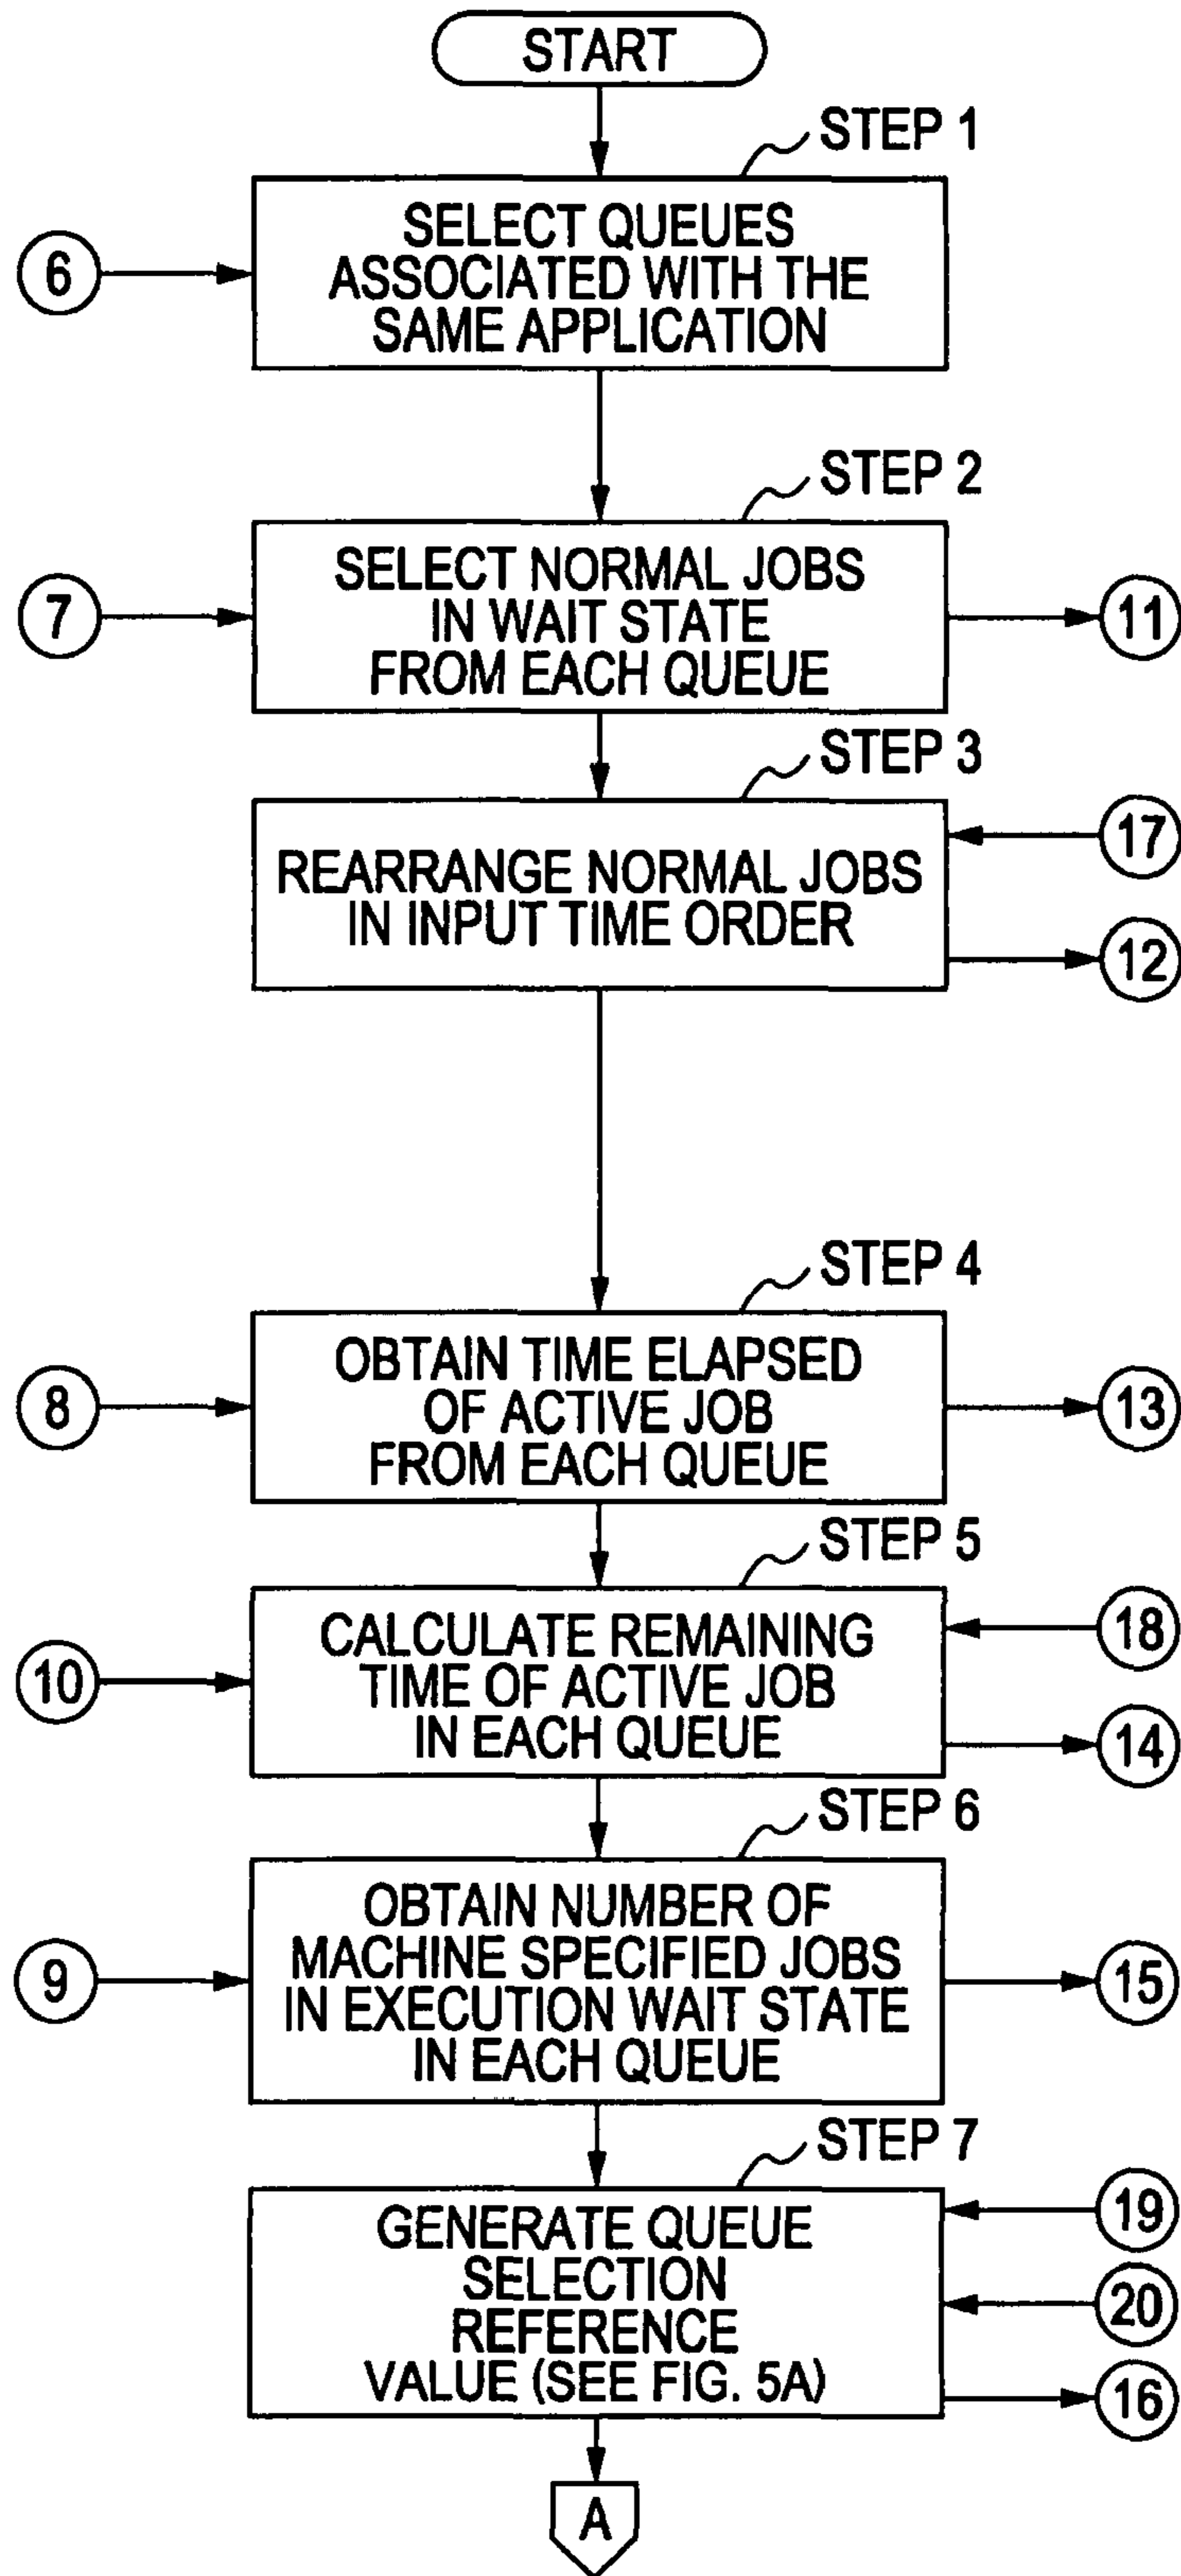 START
STEP 1
SELECT QUEUES
ASSOCIATED WITH THE
SAME APPLICATION
6
STEP 2
SELECT NORMAL JOBS
IN WAIT STATE
FROM EACH QUEUE
7
11
STEP 3
REARRANGE NORMAL JOBS
IN INPUT TIME ORDER
17
12
STEP 4
OBTAIN TIME ELAPSED
OF ACTIVE JOB
FROM EACH QUEUE
8
13
STEP 5
CALCULATE REMAINING
TIME OF ACTIVE JOB
IN EACH QUEUE
10
18
14
STEP 6
OBTAIN NUMBER OF
MACHINE SPECIFIED JOBS
IN EXECUTION WAIT STATE
IN EACH QUEUE
9
15
STEP 7
GENERATE QUEUE
SELECTION
REFERENCE
VALUE (SEE FIG. 5A)
19
20
16
A